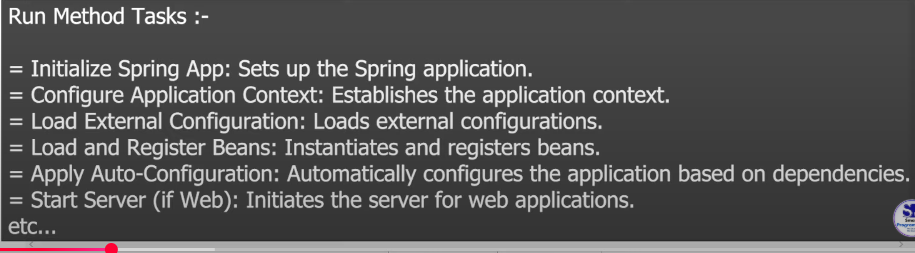 Run Method Tasks :-
= Initialize Spring App: Sets up the Spring application.
= Configure Application Context: Establishes the application context.
= Load External Configuration: Loads external configurations.
= Load and Register Beans: Instantiates and registers beans.
= Apply Auto-Configuration: Automatically configures the application based on dependencies.
= Start Server (if Web): Initiates the server for web applications.
etc...